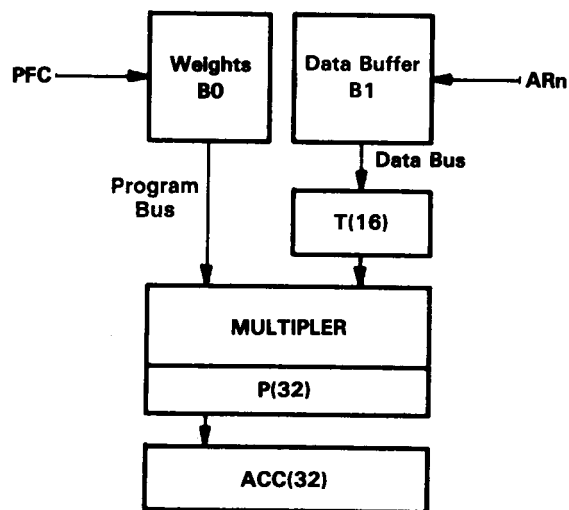 PFC
Weights
B0
Data Buffer
B1
ARn
Program
Bus
Data Bus
T(16)
MULTIPLER
P(32)
ACC(32)